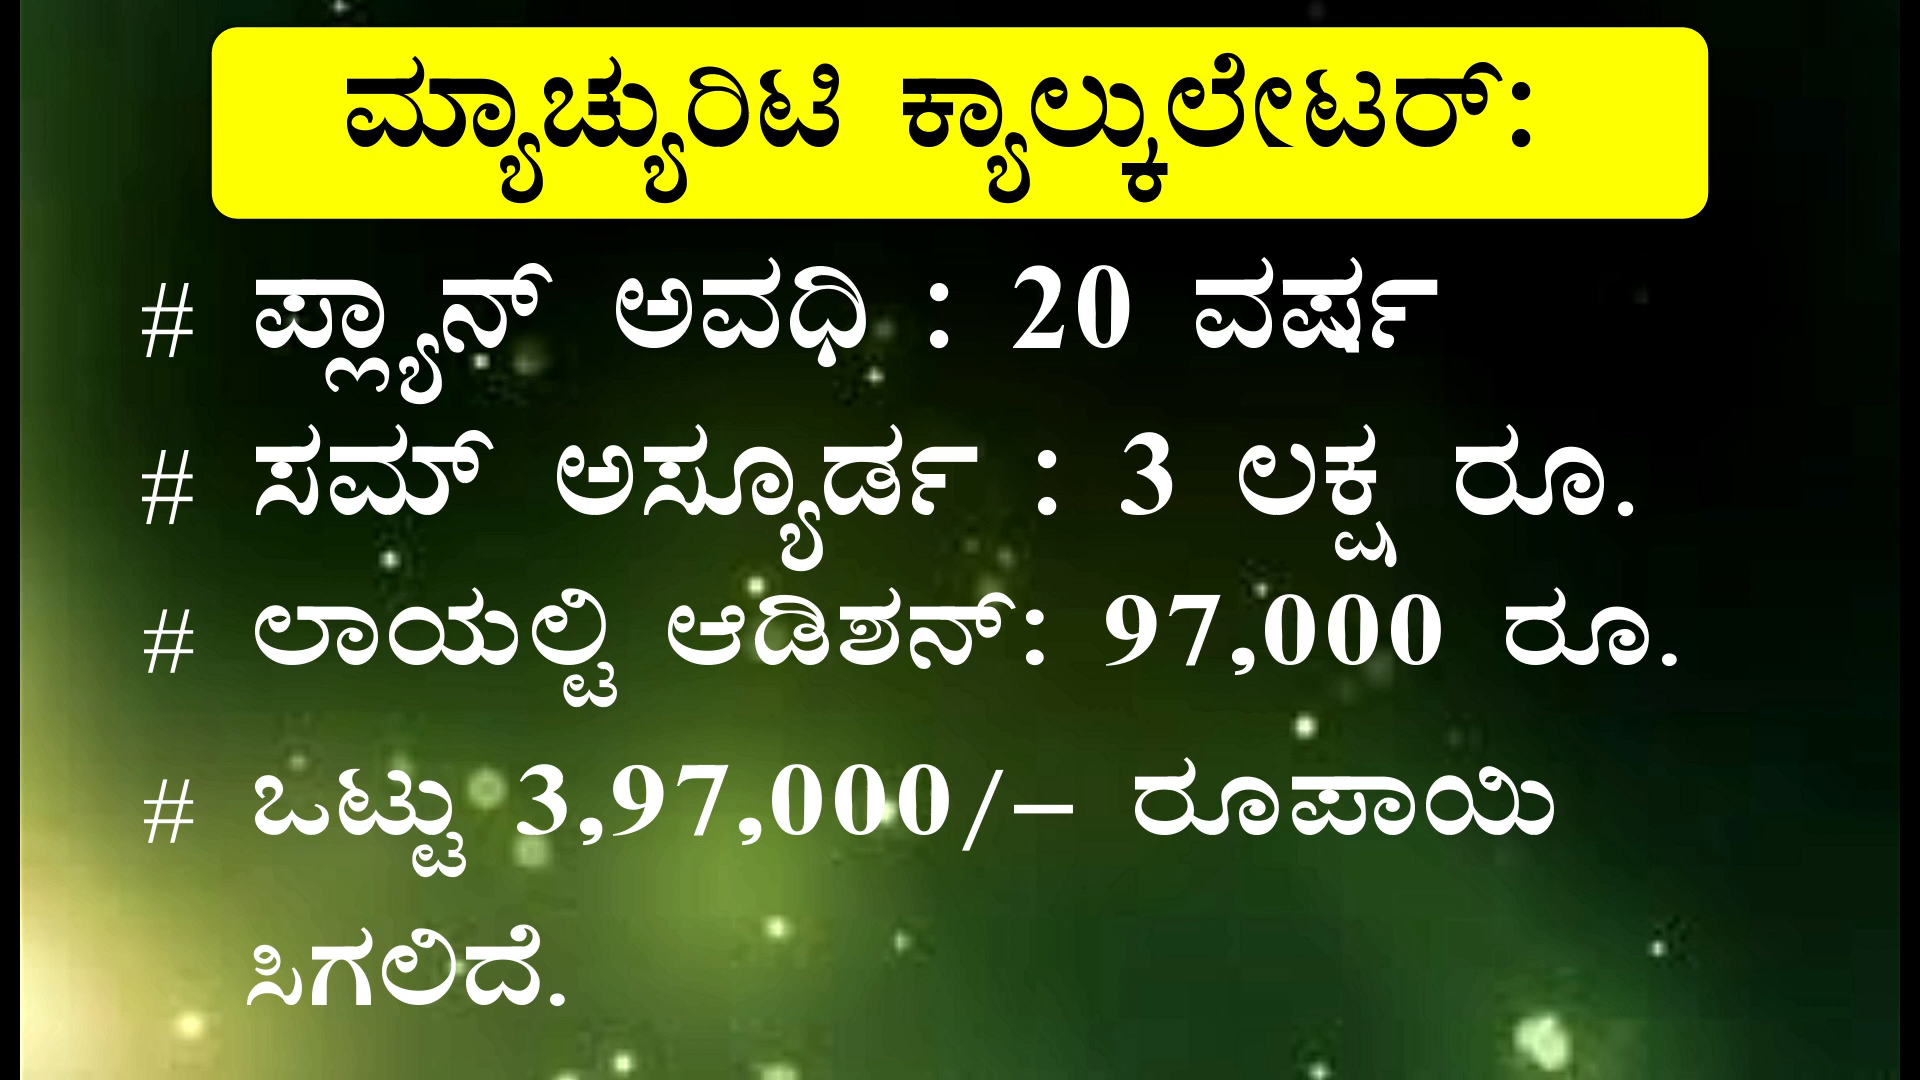 ಮ್ಯಾಚ್ಯುರಿಟಿ ಕ್ಯಾಲ್ಕುಲೇಟರ್:
# ಪ್ಲ್ಯಾನ್ ಅವಧಿ : 20 ವರ್ಷ
# ಸಮ್ ಅಸ್ಯೂರ್ಡ : 3 ಲಕ್ಷ ರೂ.
# ಲಾಯಲ್ಟಿ ಆಡಿಶನ್: 97,000 ರೂ.
# ಒಟ್ಟು 3,97,000/– ರೂಪಾಯಿ
ಸಿಗಲಿದೆ.